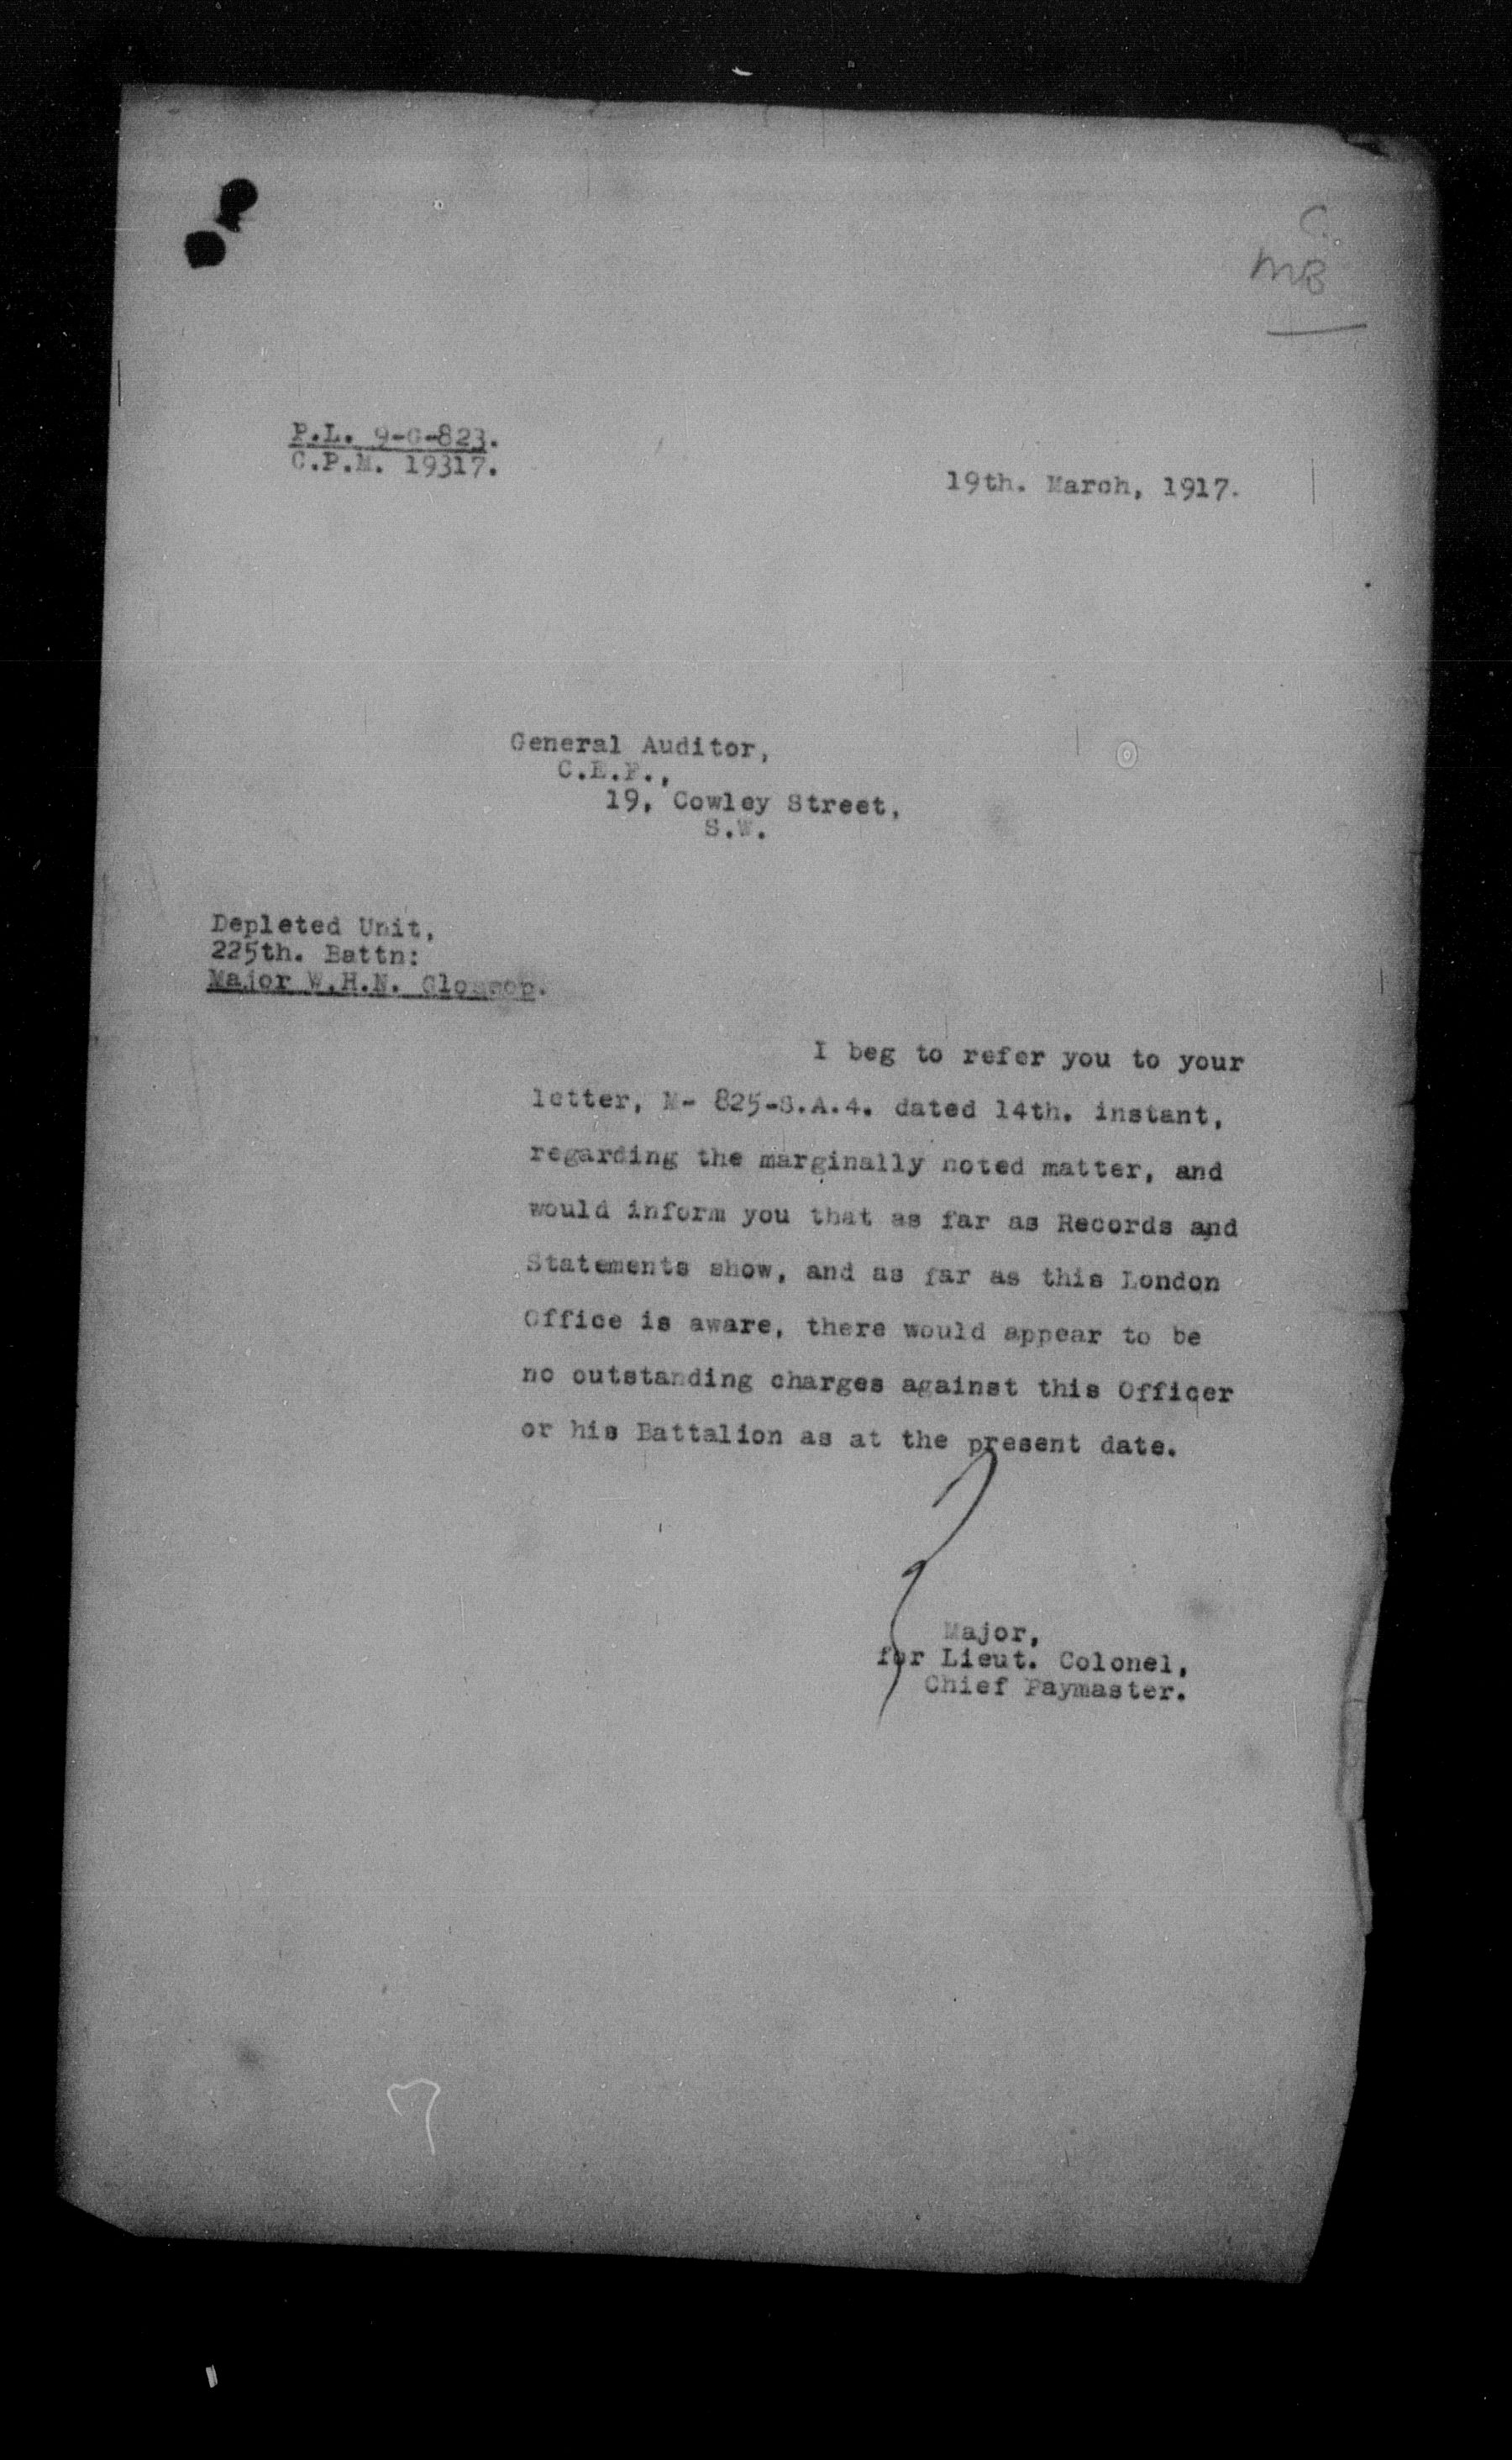 C.
MB
P.L. 9-G-823.
C.P.M. 19317.
19th. March, 1917.
General Auditor,
C.E.F.,
19, Cowley Street,
S.W.
Depleted Unit,
225th. Battn:
Major W.H.N. Glossop.
I beg to refer you to your
letter, M- 825-S.A.4. dated 14th. instant,
regarding the marginally noted matter, and
would inform you that as far as Records and
Statements show, and as far as this London
Office is aware, there would appear to be
no outstanding charges against this Officer
or his Battalion as at the present date.
Major,
for Lieut. Colonel,
Chief Paymaster.